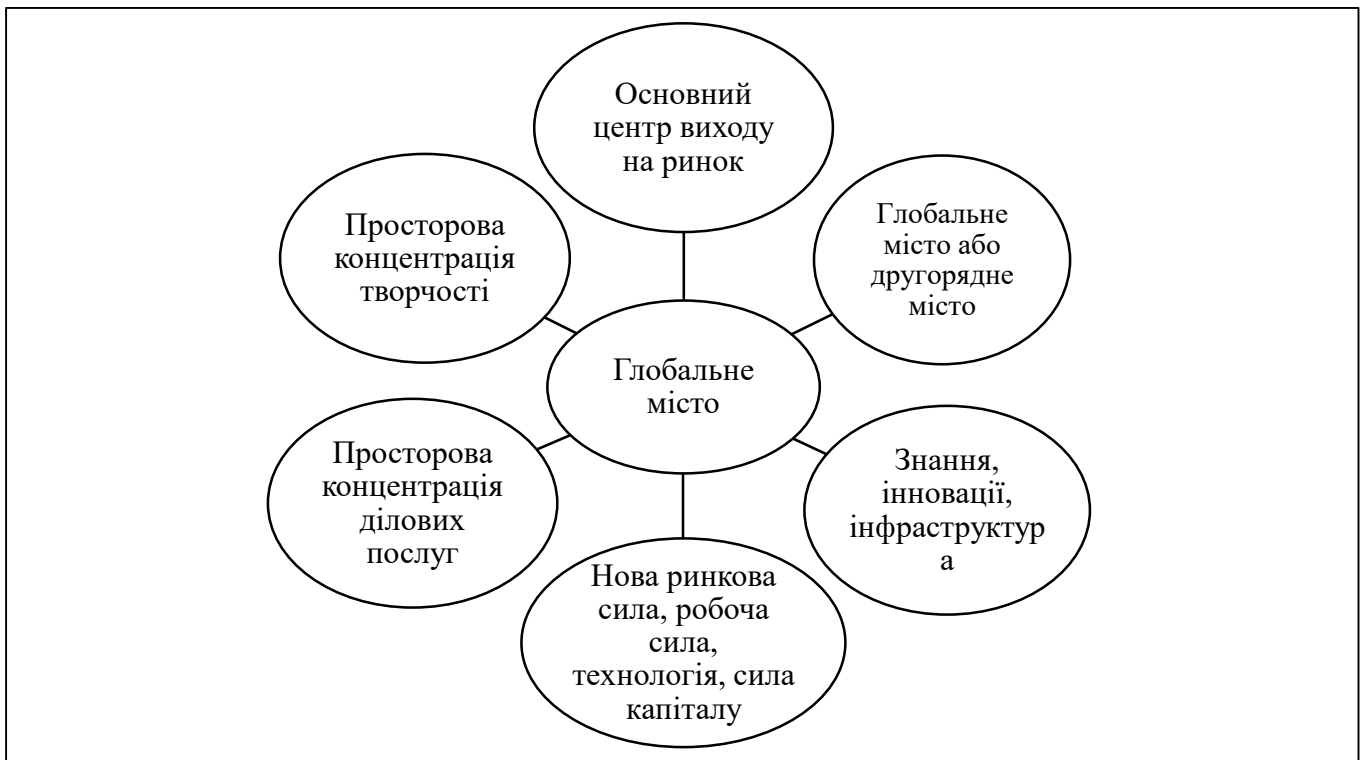 Основний
центр виходу
на ринок
Глобальне
місто або
другорядне
місто
Знання,
інновації,
інфраструктур
а
Нова ринкова
сила, робоча
сила,
технологія, сила
капіталу
Просторова
концентрація
ділових
послуг
Просторова
концентрація
творчості
Глобальне
місто